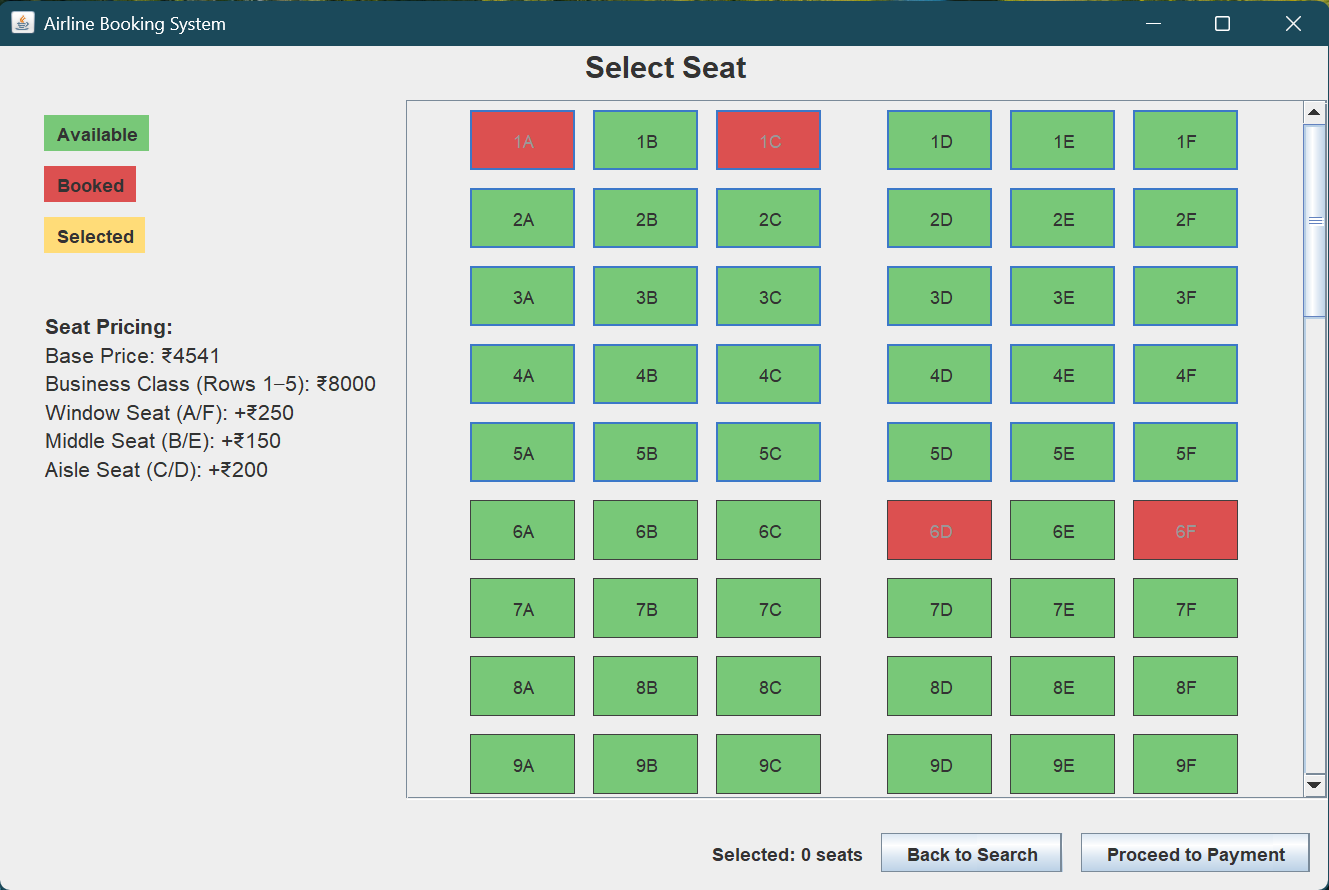 Airline Booking System
Select Seat
Available
Booked
Selected
Seat Pricing:
Base Price: ₹4541
Business Class (Rows 1–5): ₹8000
Window Seat (A/F): +₹250
Middle Seat (B/E): +₹150
Aisle Seat (C/D): +₹200
1A 1B 1C 1D 1E 1F
2A 2B 2C 2D 2E 2F
3A 3B 3C 3D 3E 3F
4A 4B 4C 4D 4E 4F
5A 5B 5C 5D 5E 5F
6A 6B 6C 6D 6E 6F
7A 7B 7C 7D 7E 7F
8A 8B 8C 8D 8E 8F
9A 9B 9C 9D 9E 9F
Selected: 0 seats Back to Search Proceed to Payment